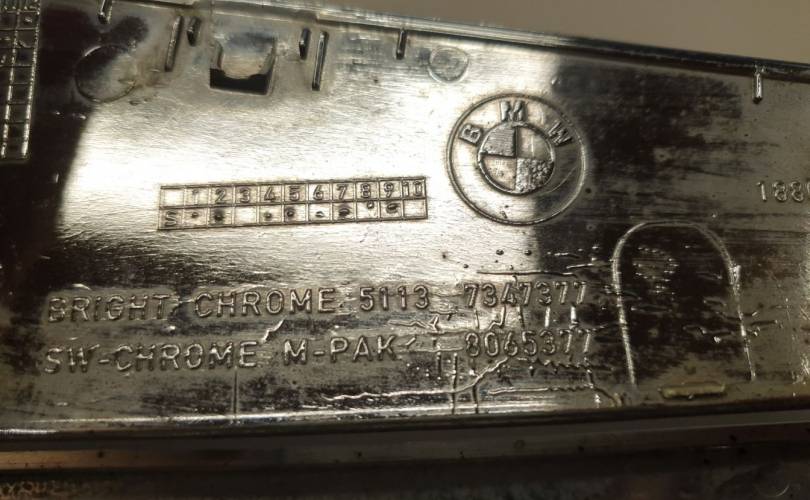 BMW
1 2 3 4 5 6 7 8 9 10
S
188
BRIGHT CHROME 5113 7347377
SW-CHROME M-PAK 8065377